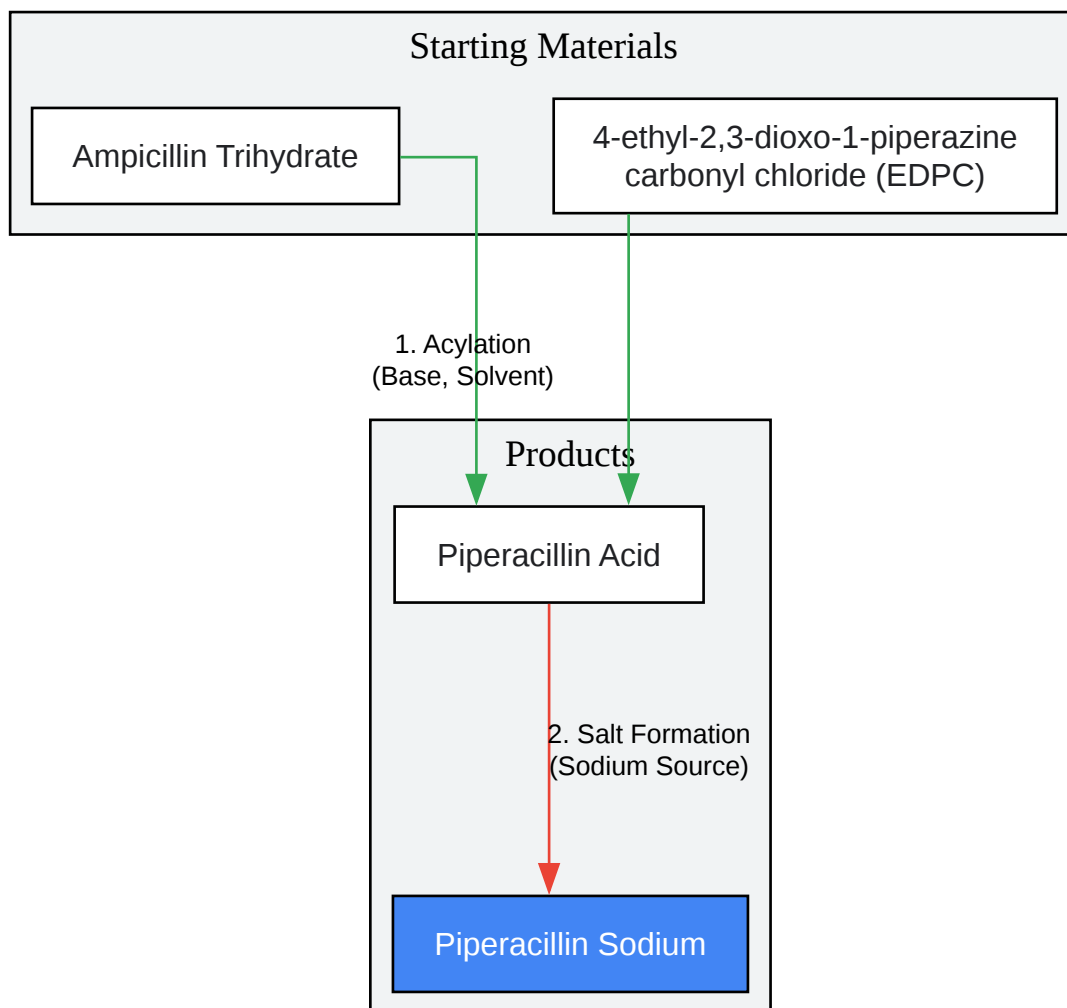 Starting Materials
Ampicillin Trihydrate
4-ethyl-2,3-dioxo-1-piperazine
carbonyl chloride (EDPC)
1. Acylation
(Base, Solvent)
Products
Piperacillin Acid
2. Salt Formation
(Sodium Source)
Piperacillin Sodium